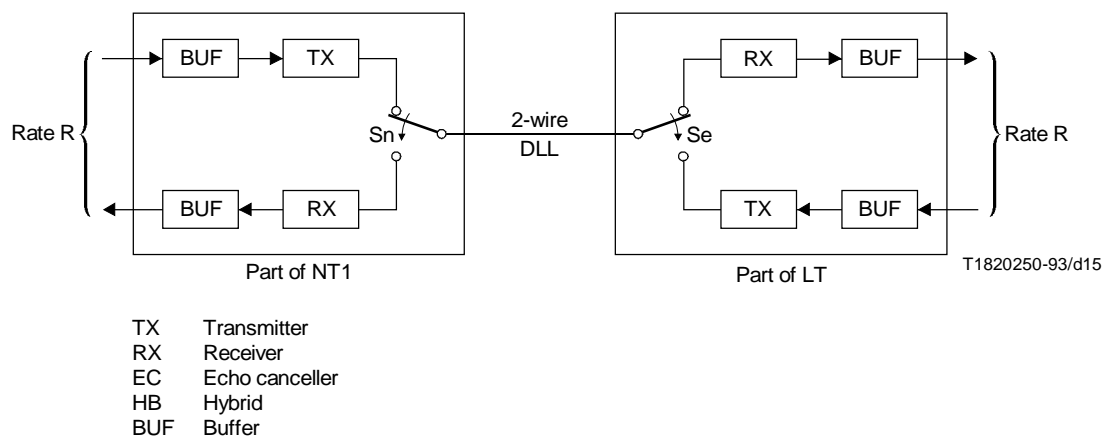 BUF TX RX BUF
Rate R Sn 2-wire DLL Se Rate R
BUF RX TX BUF
Part of NT1 Part of LT T1820250-93/d15
TX Transmitter
RX Receiver
EC Echo canceller
HB Hybrid
BUF Buffer